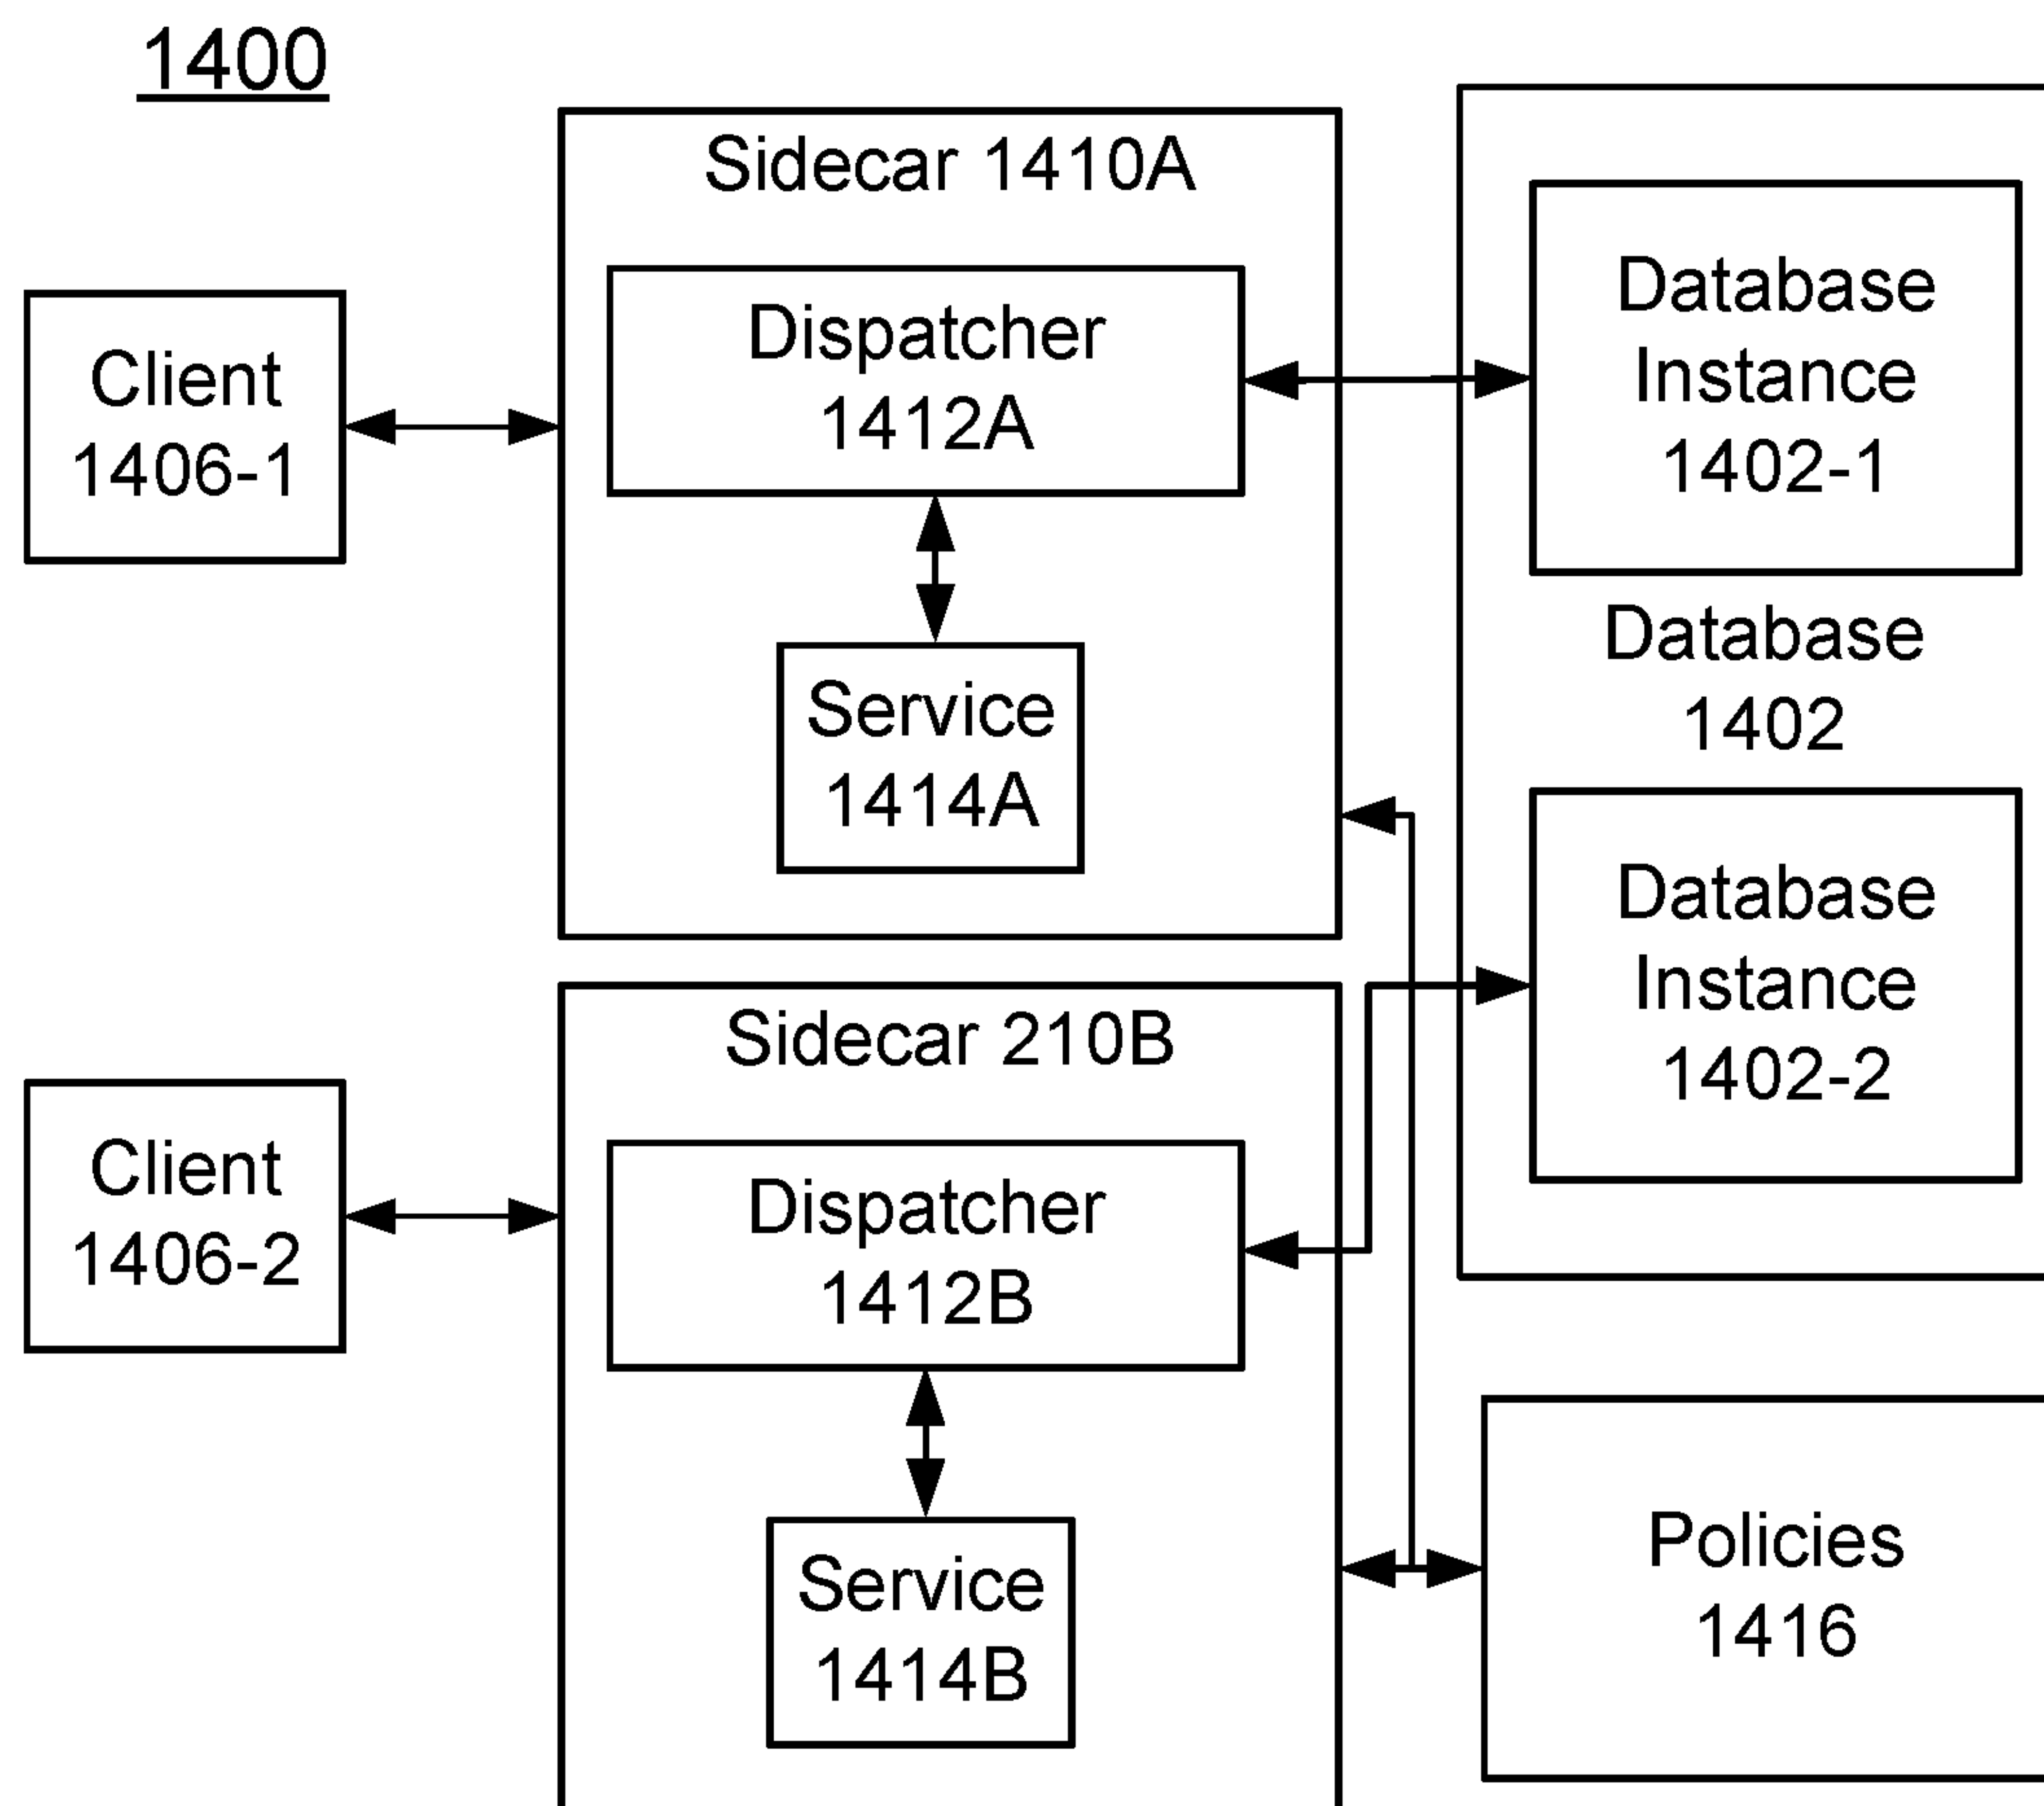 1400
Sidecar 1410A
Dispatcher
1412A
Service
1414A
Client
1406-1
Database
Instance
1402-1
Database
1402
Database
Instance
1402-2
Sidecar 210B
Dispatcher
1412B
Service
1414B
Client
1406-2
Policies
1416